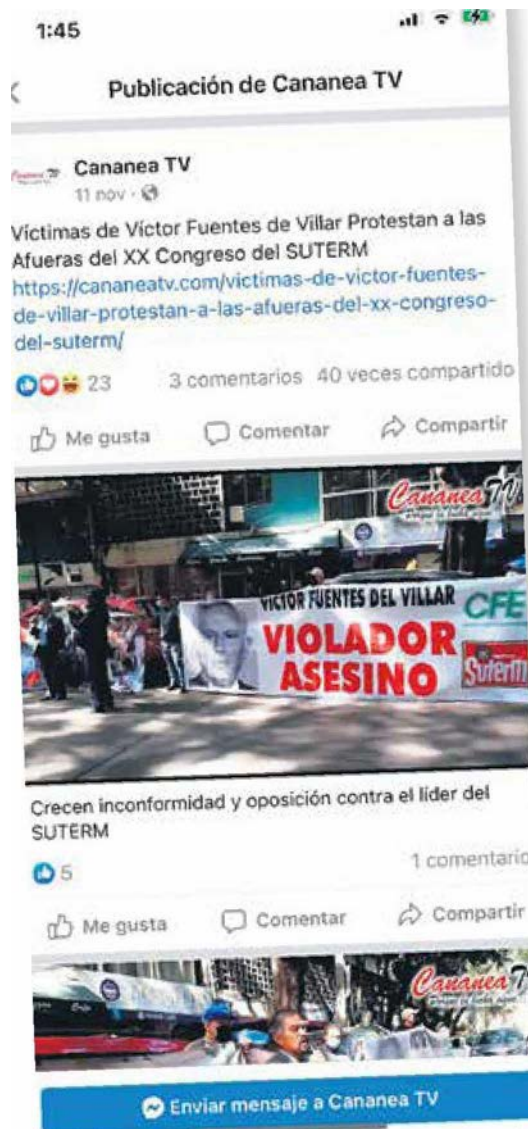 1:45
Publicación de Cananea TV
Cananea TV
11 nov
Víctimas de Víctor Fuentes de Villar Protestan a las
Afueras del XX Congreso del SUTERM
https://cananeatv.com/victimas-de-victor-fuentes-
de-villar-protestan-a-las-afueras-del-xx-congreso-
del-suterm/
23 3 comentarios 40 veces compartido
Me gusta Comentar Compartir
Cananea TV
VICTOR FUENTES DEL VILLAR
CFE
VIOLADOR
ASESINO
Suterm
Crecen inconformidad y oposición contra el líder del
SUTERM
5 1 comentario
Me gusta Comentar Compartir
Cananea T
Enviar mensaje a Cananea TV